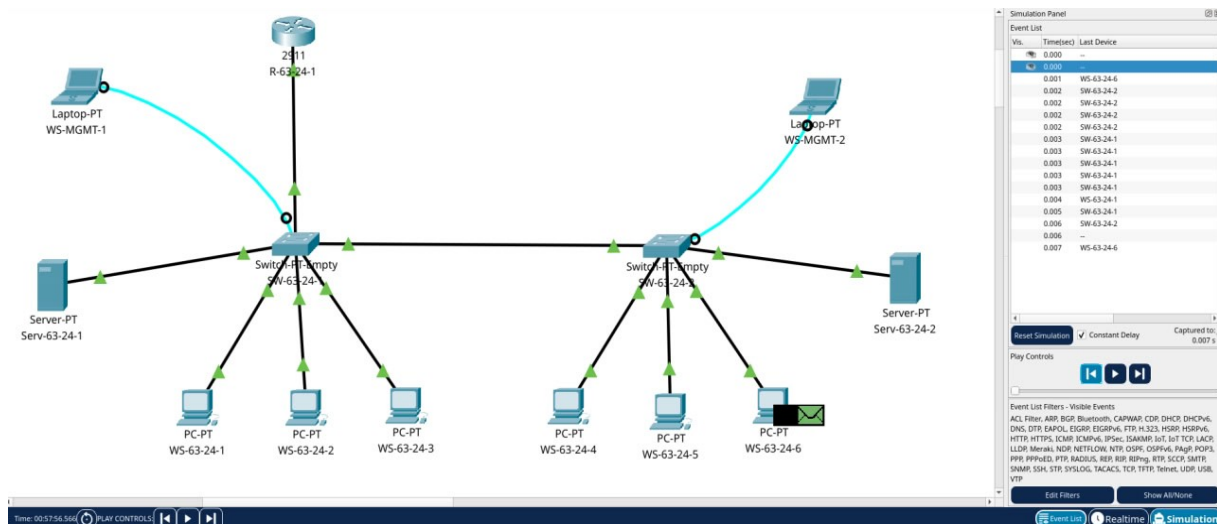 Simulation Panel
Event List
Vis. Time(sec) Last Device
0.000 --
0.000 --
0.001 WS-63-24-6
0.002 SW-63-24-2
0.002 SW-63-24-2
0.002 SW-63-24-2
0.002 SW-63-24-2
0.003 SW-63-24-1
0.003 SW-63-24-1
0.003 SW-63-24-1
0.003 SW-63-24-1
0.003 SW-63-24-1
0.004 WS-63-24-1
0.005 SW-63-24-1
0.006 SW-63-24-2
0.006 --
0.007 WS-63-24-6
Reset Simulation
Constant Delay
Captured to:
0.007 s
Play Controls
Event List Filters - Visible Events
ACL Filter, ARP, BGP, Bluetooth, CAPWAP, CDP, DHCP, DHCPv6,
DNS, DTP, EAPOL, EIGRP, EIGRPv6, FTP, H.323, HSRP, HSRPv6,
HTTP, HTTPS, ICMP, ICMPv6, IPSec, ISAKMP, IoT, IoT TCP, LACP,
LLDP, Meraki, NDP, NETFLOW, NTP, OSPF, OSPFv6, PAgP, POP3,
PPP, PPPoED, PTP, RADIUS, REP, RIP, RIPng, RTP, SCCP, SMTP,
SNMP, SSH, STP, SYSLOG, TACACS, TCP, TFTP, Telnet, UDP, USB,
VTP
Edit Filters
Show All/None
2911
R-63-24-1
Laptop-PT
WS-MGMT-1
Laptop-PT
WS-MGMT-2
Switch-PT-Empty
SW-63-24-1
Switch-PT-Empty
SW-63-24-2
Server-PT
Serv-63-24-1
Server-PT
Serv-63-24-2
PC-PT
WS-63-24-1
PC-PT
WS-63-24-2
PC-PT
WS-63-24-3
PC-PT
WS-63-24-4
PC-PT
WS-63-24-5
PC-PT
WS-63-24-6
Time: 00:57:56.566
PLAY CONTROLS:
Event List
Realtime
Simulation